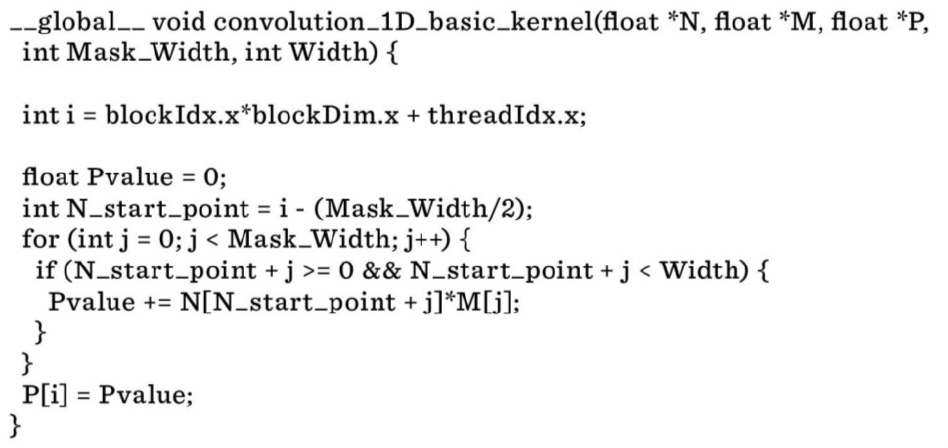 __global__ void convolution_1D_basic_kernel(float *N, float *M, float *P,
int Mask_Width, int Width) {
int i = blockIdx.x*blockDim.x + threadIdx.x;
float Pvalue = 0;
int N_start_point = i - (Mask_Width/2);
for (int j = 0; j < Mask_Width; j++) {
if (N_start_point + j >= 0 && N_start_point + j < Width) {
Pvalue += N[N_start_point + j]*M[j];
}
}
P[i] = Pvalue;
}